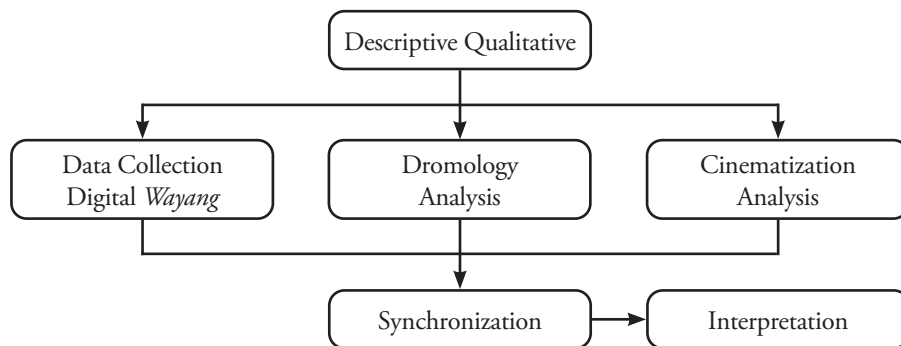 Descriptive Qualitative
Data Collection
Digital Wayang
Dromology
Analysis
Cinematization
Analysis
Synchronization
Interpretation